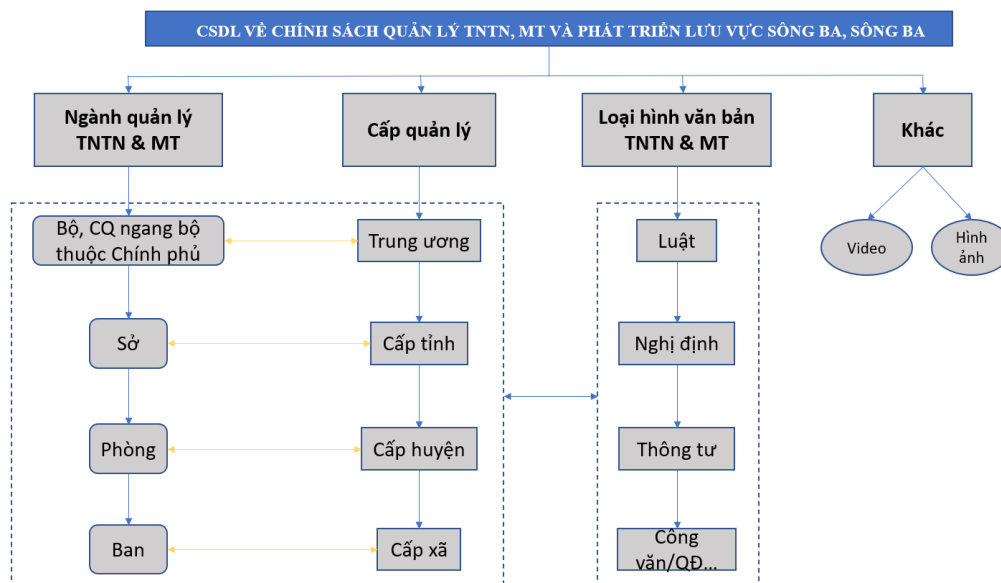 CSDL VỀ CHÍNH SÁCH QUẢN LÝ TNTN, MT VÀ PHÁT TRIỂN LƯU VỰC SÔNG BA, SÔNG BA
Ngành quản lý
TNTN & MT
Cấp quản lý
Loại hình văn bản
TNTN & MT
Khác
Bộ, CQ ngang bộ
thuộc Chính phủ
Trung ương
Luật
Video
Hình
ảnh
Sở
Cấp tỉnh
Nghị định
Phòng
Cấp huyện
Thông tư
Ban
Cấp xã
Công
văn/QĐ...